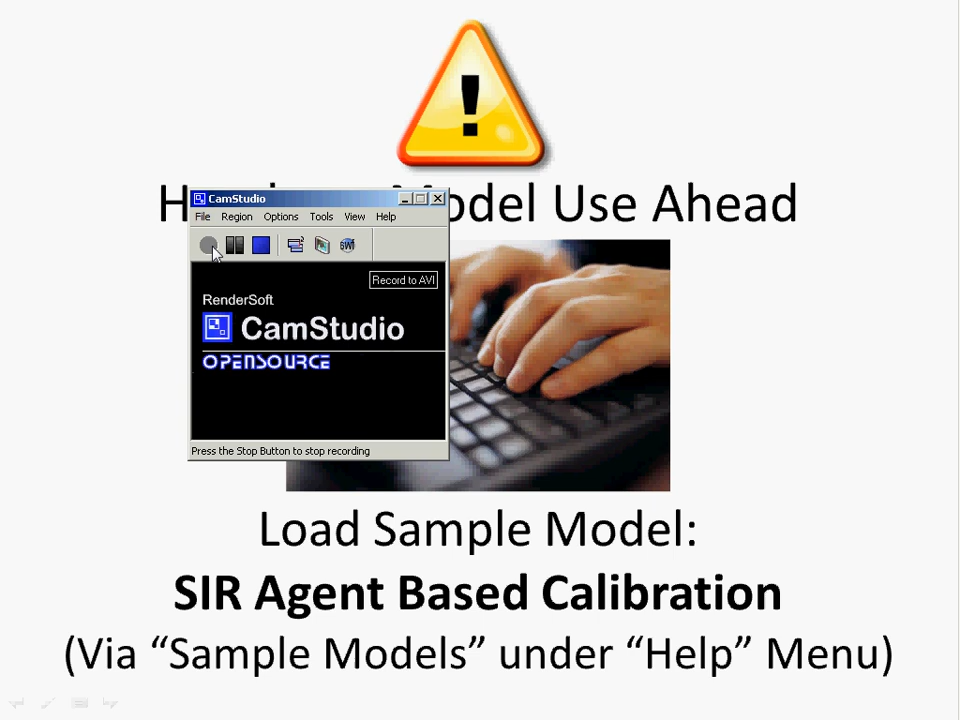 !
Model Use Ahead
CamStudio
File Region Options Tools View Help
Record to AVI
RenderSoft
CamStudio
OPENSOURCE
Press the Stop Button to stop recording
Load Sample Model:
SIR Agent Based Calibration
(Via “Sample Models” under “Help” Menu)